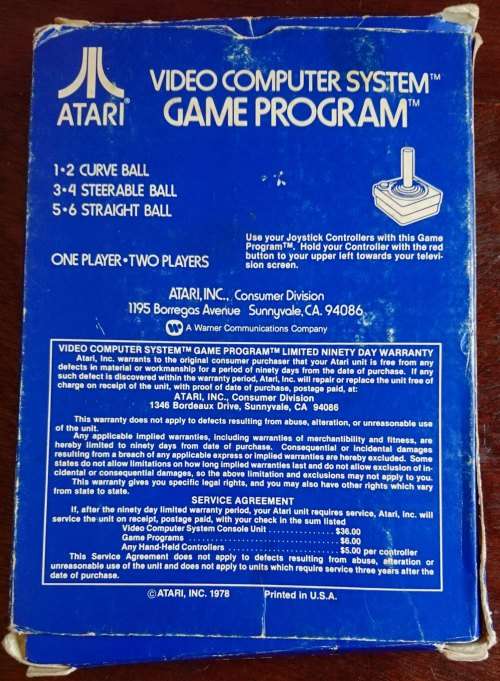 ATARI®
VIDEO COMPUTER SYSTEM™
GAME PROGRAM™
1•2 CURVE BALL
3•4 STEERABLE BALL
5•6 STRAIGHT BALL
Use your Joystick Controllers with this Game
Program™. Hold your Controller with the red
button to your upper left towards your televi-
sion screen.
ONE PLAYER•TWO PLAYERS
ATARI, INC., Consumer Division
1195 Borregas Avenue Sunnyvale, CA. 94086
A Warner Communications Company
VIDEO COMPUTER SYSTEM™ GAME PROGRAM™ LIMITED NINETY DAY WARRANTY
Atari, Inc. warrants to the original consumer purchaser that your Atari unit is free from any
defects in material or workmanship for a period of ninety days from the date of purchase. If any
such defect is discovered within the warranty period, Atari, Inc. will repair or replace the unit free of
charge on receipt of the unit, with proof of date of purchase, postage paid, at:
ATARI, INC., Consumer Division
1346 Bordeaux Drive, Sunnyvale, CA 94086
This warranty does not apply to defects resulting from abuse, alteration, or unreasonable use
of the unit.
Any applicable implied warranties, including warranties of merchantibility and fitness, are
hereby limited to ninety days from date of purchase. Consequential or incidental damages
resulting from a breach of any applicable express or implied warranties are hereby excluded. Some
states do not allow limitations on how long implied warranties last and do not allow exclusion of in-
cidental or consequential damages, so the above limitation and exclusions may not apply to you.
This warranty gives you specific legal rights, and you may also have other rights which vary
from state to state.
SERVICE AGREEMENT
If, after the ninety day limited warranty period, your Atari unit requires service, Atari, Inc. will
service the unit on receipt, postage paid, with your check in the sum listed
Video Computer System Console Unit ............... $36.00
Game Programs ............... $6.00
Any Hand-Held Controllers ............... $5.00 per controller
This Service Agreement does not apply to defects resulting from abuse, alteration or
unreasonable use of the unit and does not apply to units which require service three years after the
date of purchase.
© ATARI, INC. 1978 Printed in U.S.A.